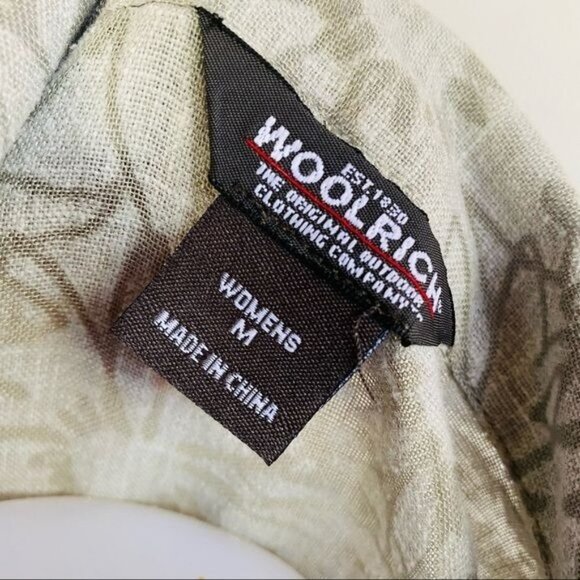 EST. 1830
WOOLRICH
THE ORIGINAL OUTDOOR
CLOTHING COMPANY
WOMENS
M
MADE IN CHINA